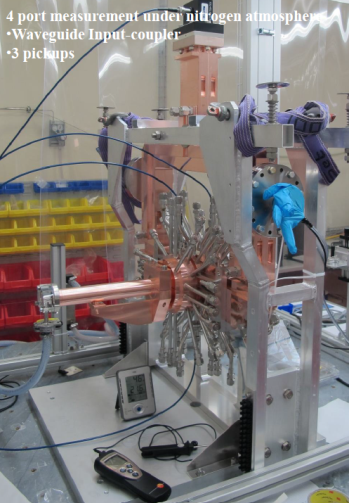 4 port measurement under nitrogen atmosphere
•Waveguide Input-coupler
•3 pickups